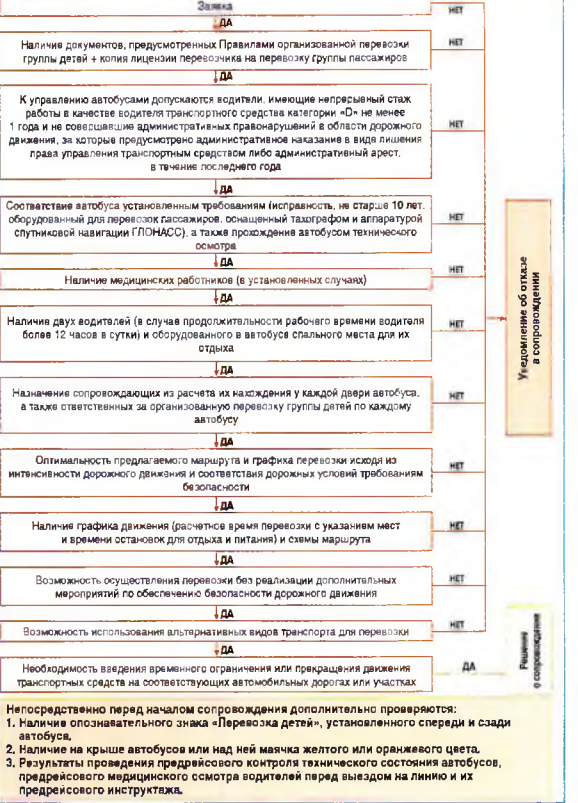 Заявка
НЕТ
ДА
Наличие документов, предусмотренных Правилами организованной перевозки
группы детей + копия лицензии перевозчика на перевозку группы пассажиров
НЕТ
ДА
К управлению автобусами допускаются водители, имеющие непрерывный стаж
работы в качестве водителя транспортного средства категории «D» не менее
1 года и не совершавшие административных правонарушений в области дорожного
движения, за которые предусмотрено административное наказание в виде лишения
права управления транспортным средством либо административный арест,
в течение последнего года
НЕТ
ДА
Соответствие автобуса установленным требованиям (исправность, не старше 10 лет,
оборудованный для перевозок пассажиров, оснащенный тахографом и аппаратурой
спутниковой навигации ГЛОНАСС), а также прохождение автобусом технического
осмотра
НЕТ
ДА
Наличие медицинских работников (в установленных случаях)
НЕТ
ДА
Наличие двух водителей (в случае продолжительности рабочего времени водителя
более 12 часов в сутки) и оборудованного в автобусе спального места для их
отдыха
НЕТ
ДА
Назначение сопровождающих из расчета их нахождения у каждой двери автобуса,
а также ответственных за организованную перевозку группы детей по каждому
автобусу
НЕТ
ДА
Оптимальность предлагаемого маршрута и графика перевозки исходя из
интенсивности дорожного движения и соответствия дорожных условий требованиям
безопасности
НЕТ
ДА
Наличие графика движения (расчетное время перевозки с указанием мест
и времени остановок для отдыха и питания) и схемы маршрута
НЕТ
ДА
Возможность осуществления перевозки без реализации дополнительных
мероприятий по обеспечению безопасности дорожного движения
НЕТ
ДА
Возможность использования альтернативных видов транспорта для перевозки
НЕТ
ДА
Необходимость введения временного ограничения или прекращения движения
транспортных средств на соответствующих автомобильных дорогах или участках
ДА
Уведомление об отказе
в сопровождении
Решение
о сопровождении
Непосредственно перед началом сопровождения дополнительно проверяются:
1. Наличие опознавательного знака «Перевозка детей», установленного спереди и сзади
автобуса.
2. Наличие на крыше автобусов или над ней маячка желтого или оранжевого цвета.
3. Результаты проведения предрейсового контроля технического состояния автобусов,
предрейсового медицинского осмотра водителей перед выездом на линию и их
предрейсового инструктажа.